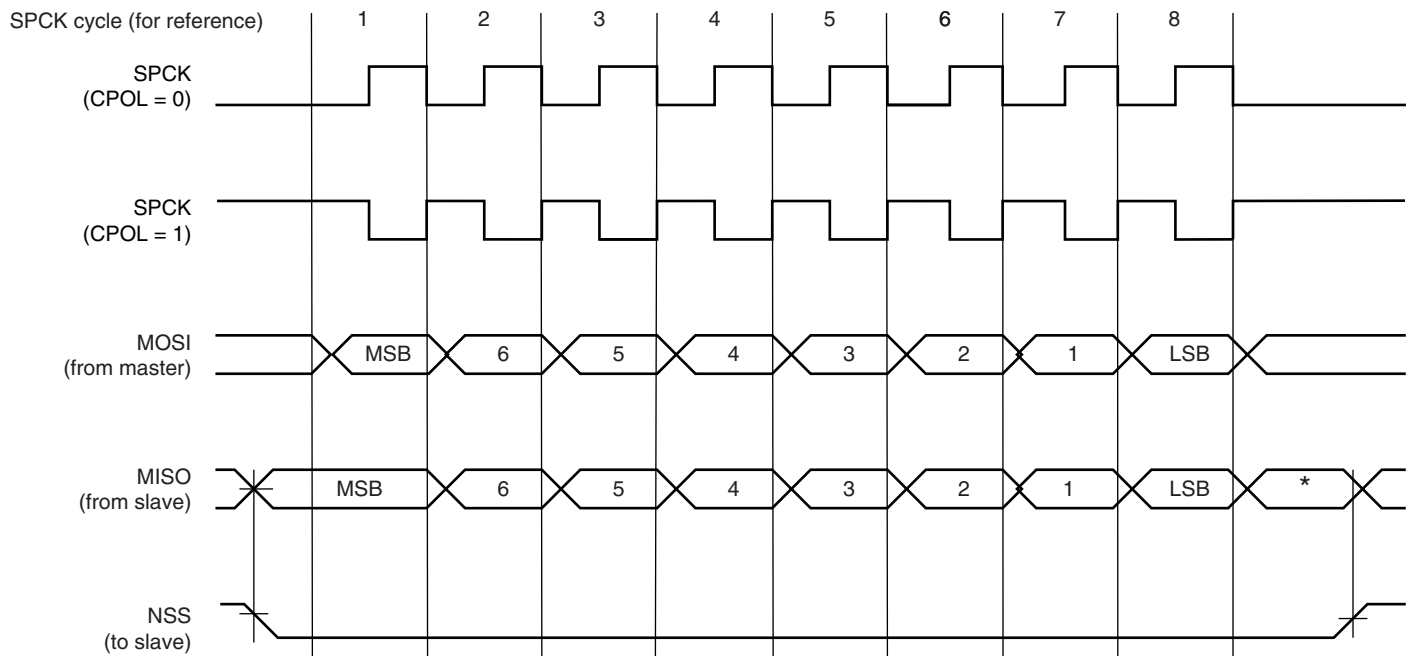 SPCK cycle (for reference) 1 2 3 4 5 6 7 8
SPCK
(CPOL = 0)
SPCK
(CPOL = 1)
MOSI
(from master)
MSB 6 5 4 3 2 1 LSB
MISO
(from slave)
MSB 6 5 4 3 2 1 LSB *
NSS
(to slave)